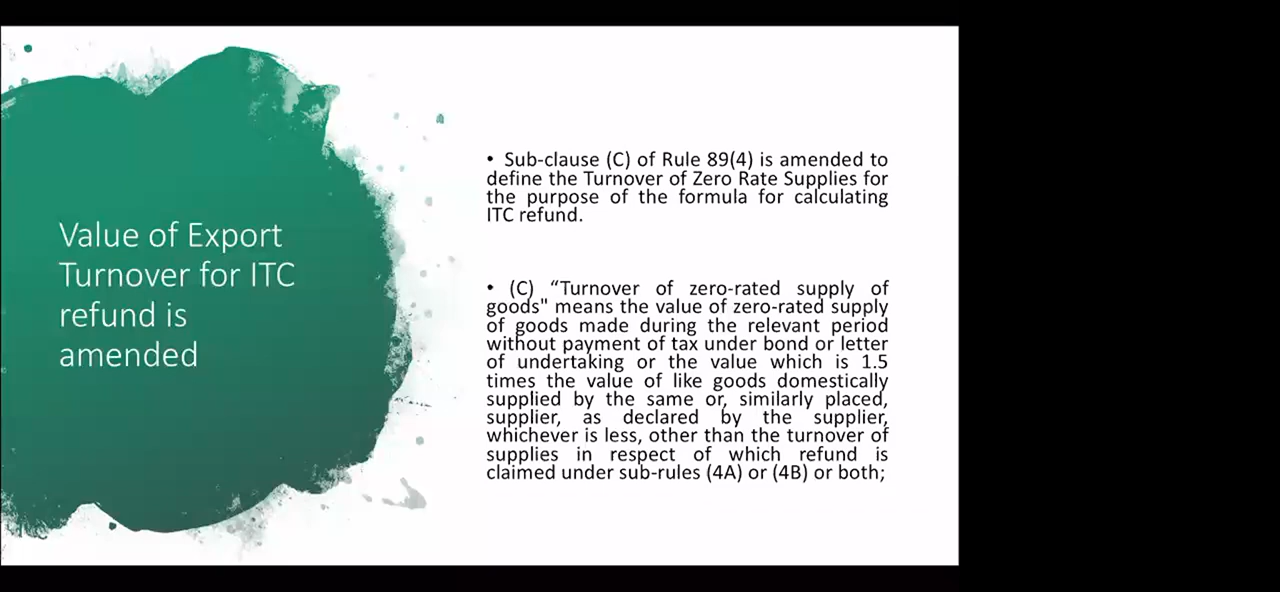 Value of Export
Turnover for ITC
refund is
amended
• Sub-clause (C) of Rule 89(4) is amended to
define the Turnover of Zero Rate Supplies for
the purpose of the formula for calculating
ITC refund.
• (C) “Turnover of zero-rated supply of
goods" means the value of zero-rated supply
of goods made during the relevant period
without payment of tax under bond or letter
of undertaking or the value which is 1.5
times the value of like goods domestically
supplied by the same or, similarly placed,
supplier, as declared by the supplier,
whichever is less, other than the turnover of
supplies in respect of which refund is
claimed under sub-rules (4A) or (4B) or both;